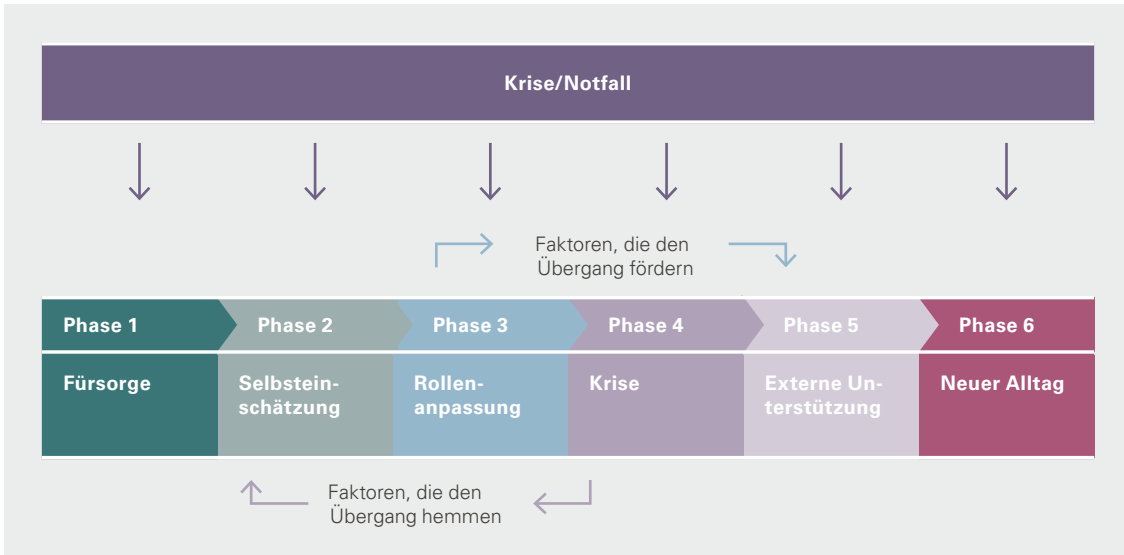 Krise/Notfall
Faktoren, die den
Übergang fördern
Phase 1
Phase 2
Phase 3
Phase 4
Phase 5
Phase 6
Fürsorge
Selbstein-
schätzung
Rollen-
anpassung
Krise
Externe Un-
terstützung
Neuer Alltag
Faktoren, die den
Übergang hemmen